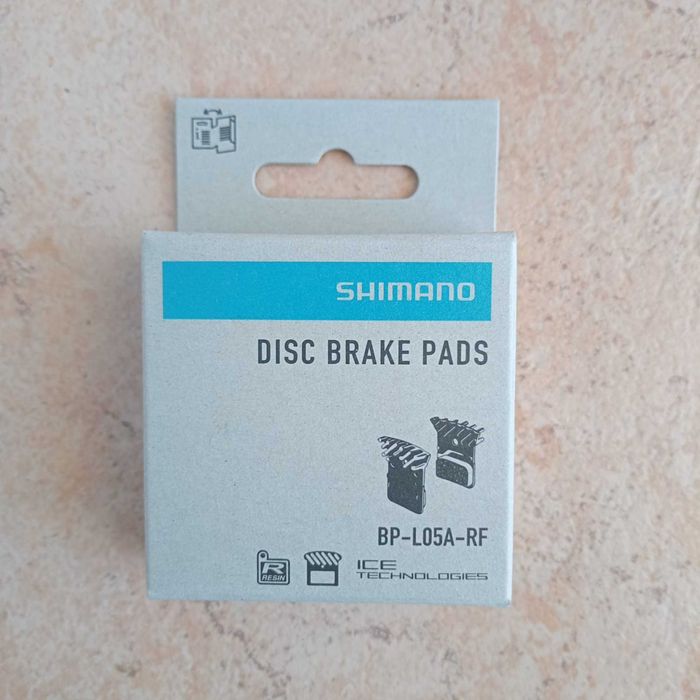 SHIMANO
DISC BRAKE PADS
BP-L05A-RF
R
RESIN
ICE
TECHNOLOGIES